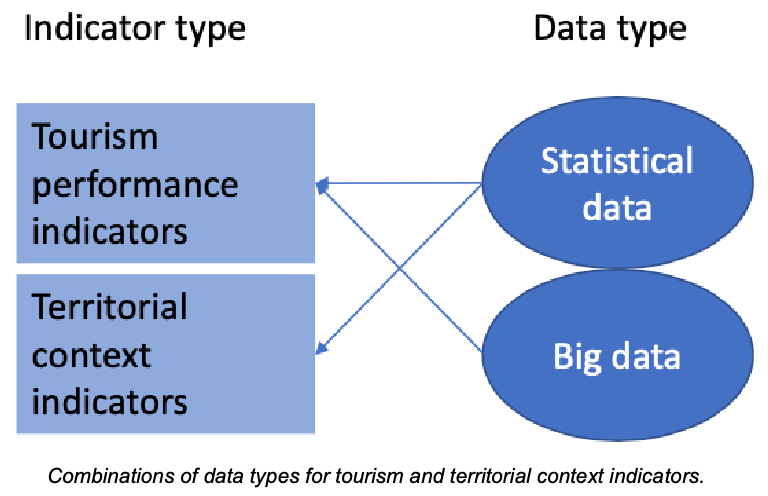 Indicator type
Data type
Tourism
performance
indicators
Statistical
data
Territorial
context
indicators
Big data
Combinations of data types for tourism and territorial context indicators.